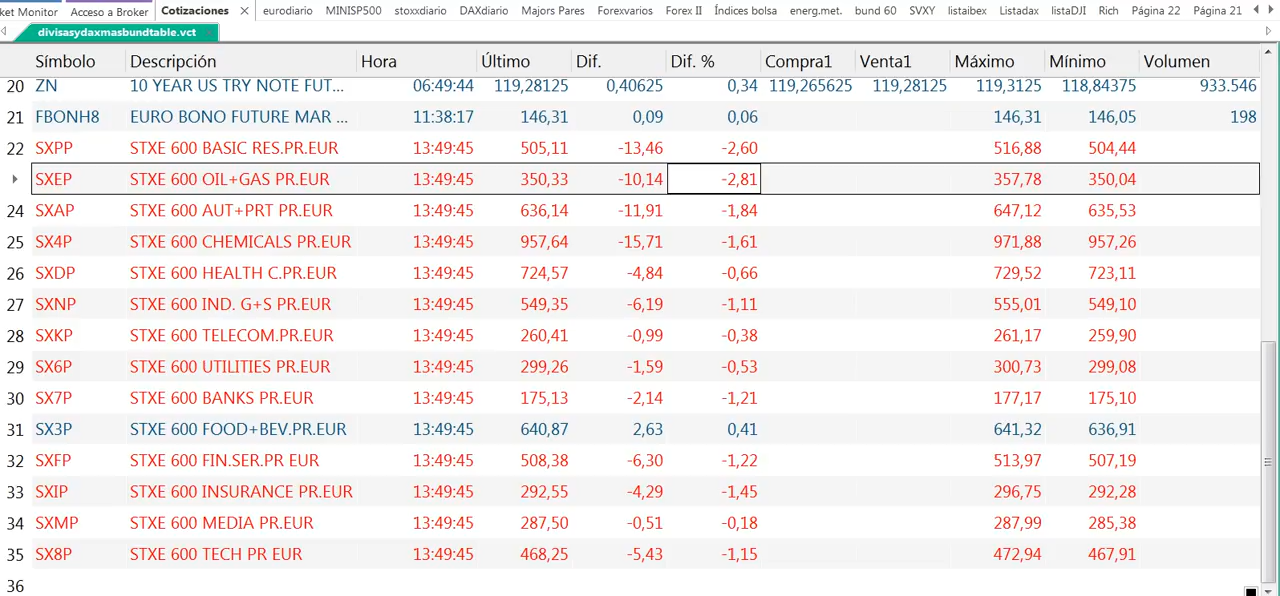 ket Monitor Acceso a Broker Cotizaciones eurodiario MINISP500 stoxxdiario DAXdiario Majors Pares Forexvarios Forex II Índices bolsa energ.met. bund 60 SVXY listaibex Listadax listaDJI Rich Página 22 Página 21
divisasydaxmasbundtable.vct
Símbolo Descripción Hora Último Dif. Dif. % Compra1 Venta1 Máximo Mínimo Volumen
20 ZN 10 YEAR US TRY NOTE FUT... 06:49:44 119,28125 0,40625 0,34 119,265625 119,28125 119,3125 118,84375 933.546
21 FBONH8 EURO BONO FUTURE MAR ... 11:38:17 146,31 0,09 0,06 146,31 146,05 198
22 SXPP STXE 600 BASIC RES.PR.EUR 13:49:45 505,11 -13,46 -2,60 516,88 504,44
SXEP STXE 600 OIL+GAS PR.EUR 13:49:45 350,33 -10,14 -2,81 357,78 350,04
24 SXAP STXE 600 AUT+PRT PR.EUR 13:49:45 636,14 -11,91 -1,84 647,12 635,53
25 SX4P STXE 600 CHEMICALS PR.EUR 13:49:45 957,64 -15,71 -1,61 971,88 957,26
26 SXDP STXE 600 HEALTH C.PR.EUR 13:49:45 724,57 -4,84 -0,66 729,52 723,11
27 SXNP STXE 600 IND. G+S PR.EUR 13:49:45 549,35 -6,19 -1,11 555,01 549,10
28 SXKP STXE 600 TELECOM.PR.EUR 13:49:45 260,41 -0,99 -0,38 261,17 259,90
29 SX6P STXE 600 UTILITIES PR.EUR 13:49:45 299,26 -1,59 -0,53 300,73 299,08
30 SX7P STXE 600 BANKS PR.EUR 13:49:45 175,13 -2,14 -1,21 177,17 175,10
31 SX3P STXE 600 FOOD+BEV.PR.EUR 13:49:45 640,87 2,63 0,41 641,32 636,91
32 SXFP STXE 600 FIN.SER.PR EUR 13:49:45 508,38 -6,30 -1,22 513,97 507,19
33 SXIP STXE 600 INSURANCE PR.EUR 13:49:45 292,55 -4,29 -1,45 296,75 292,28
34 SXMP STXE 600 MEDIA PR.EUR 13:49:45 287,50 -0,51 -0,18 287,99 285,38
35 SX8P STXE 600 TECH PR EUR 13:49:45 468,25 -5,43 -1,15 472,94 467,91
36